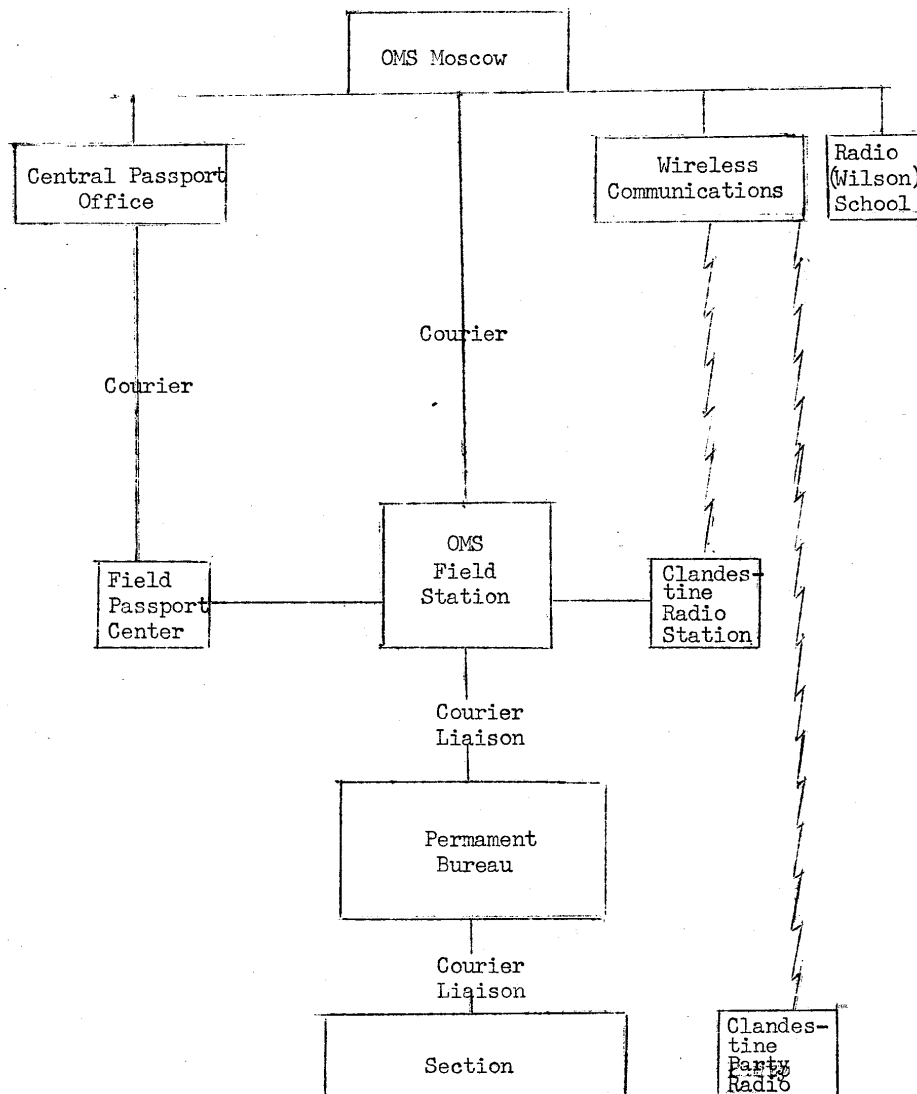 OMS Moscow
Central Passport
Office
Wireless
Communications
Radio
(Wilson)
School
Courier
Courier
OMS
Field
Station
Field
Passport
Center
Clandes-
tine
Radio
Station
Courier
Liaison
Permament
Bureau
Courier
Liaison
Section
Clandes-
tine
Party
Radio